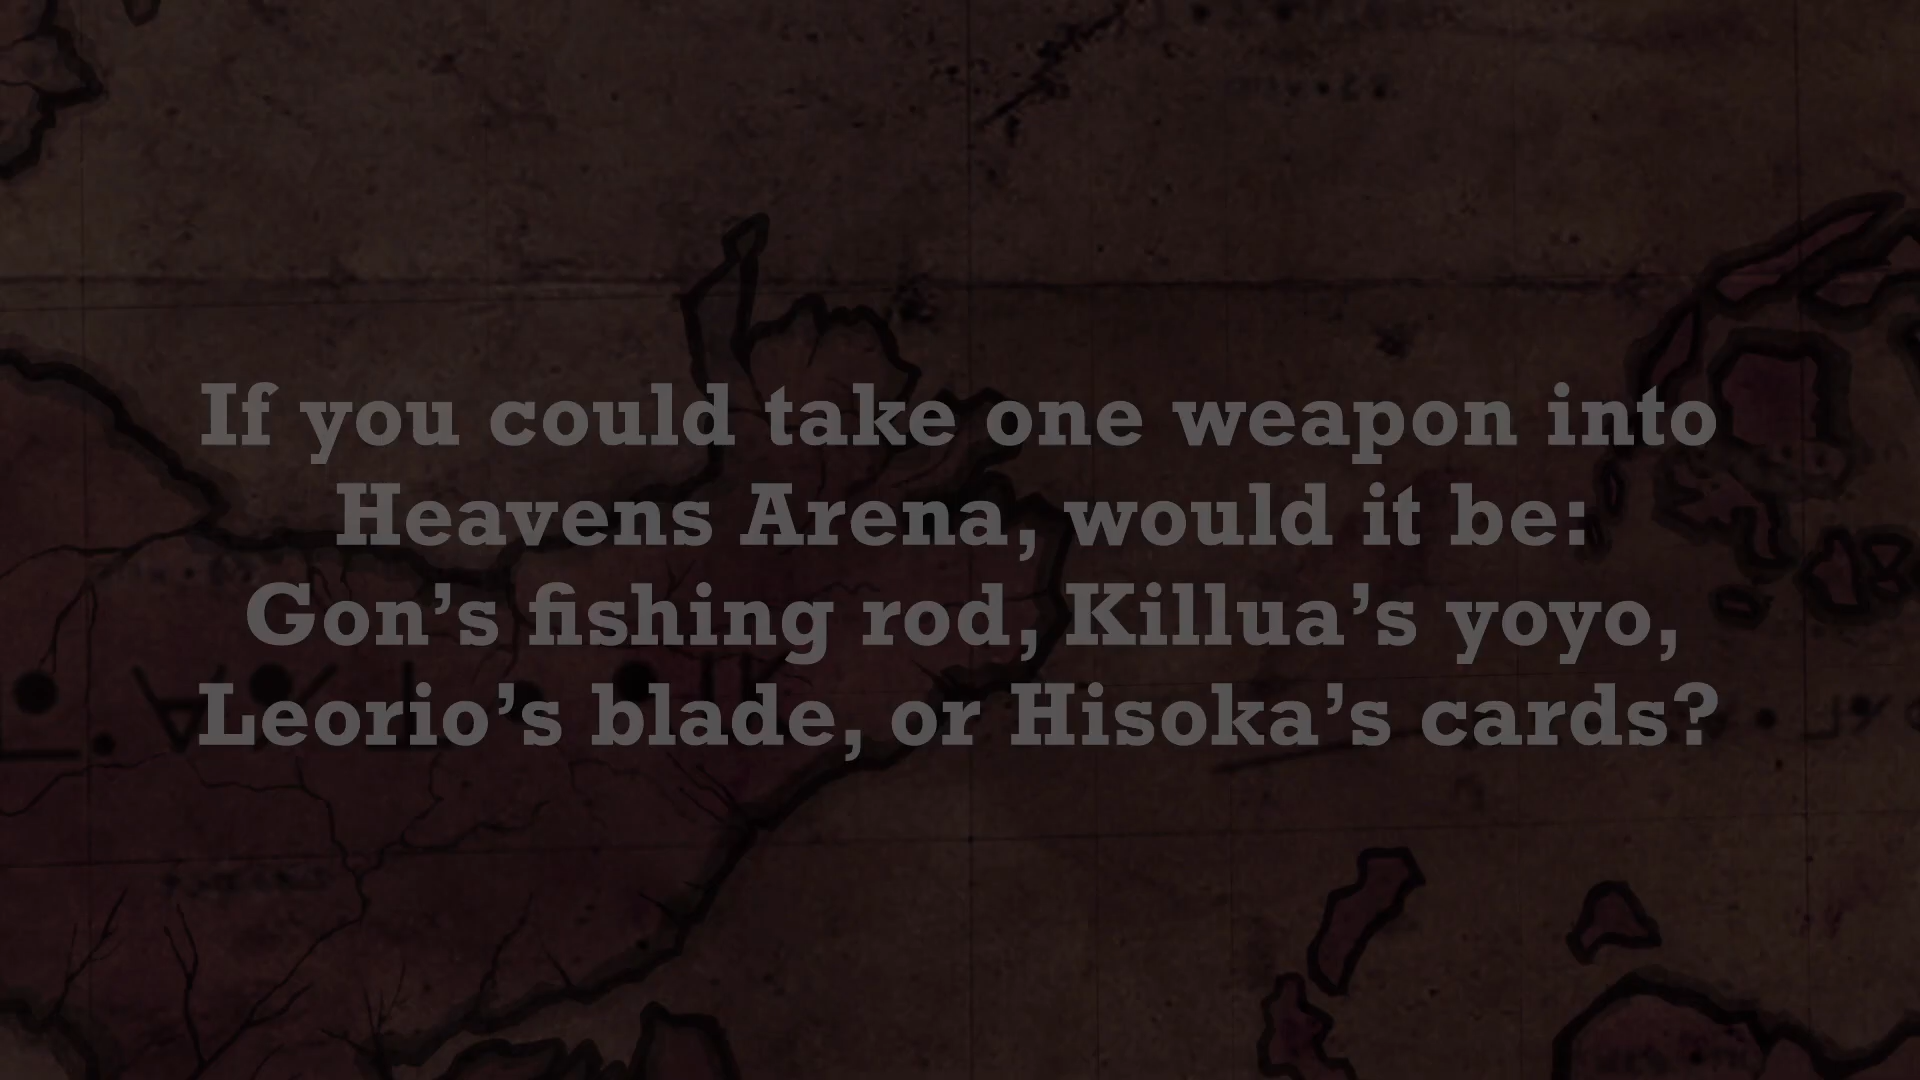 If you could take one weapon into
Heavens Arena, would it be:
Gon’s fishing rod, Killua’s yoyo,
Leorio’s blade, or Hisoka’s cards?